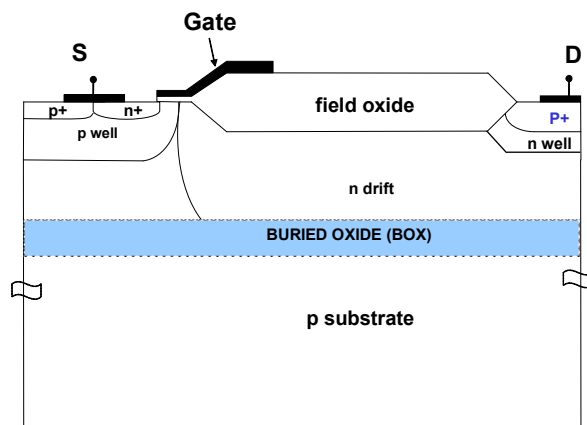 Gate
S
D
field oxide
p+
n+
P+
p well
n well
n drift
BURIED OXIDE (BOX)
p substrate